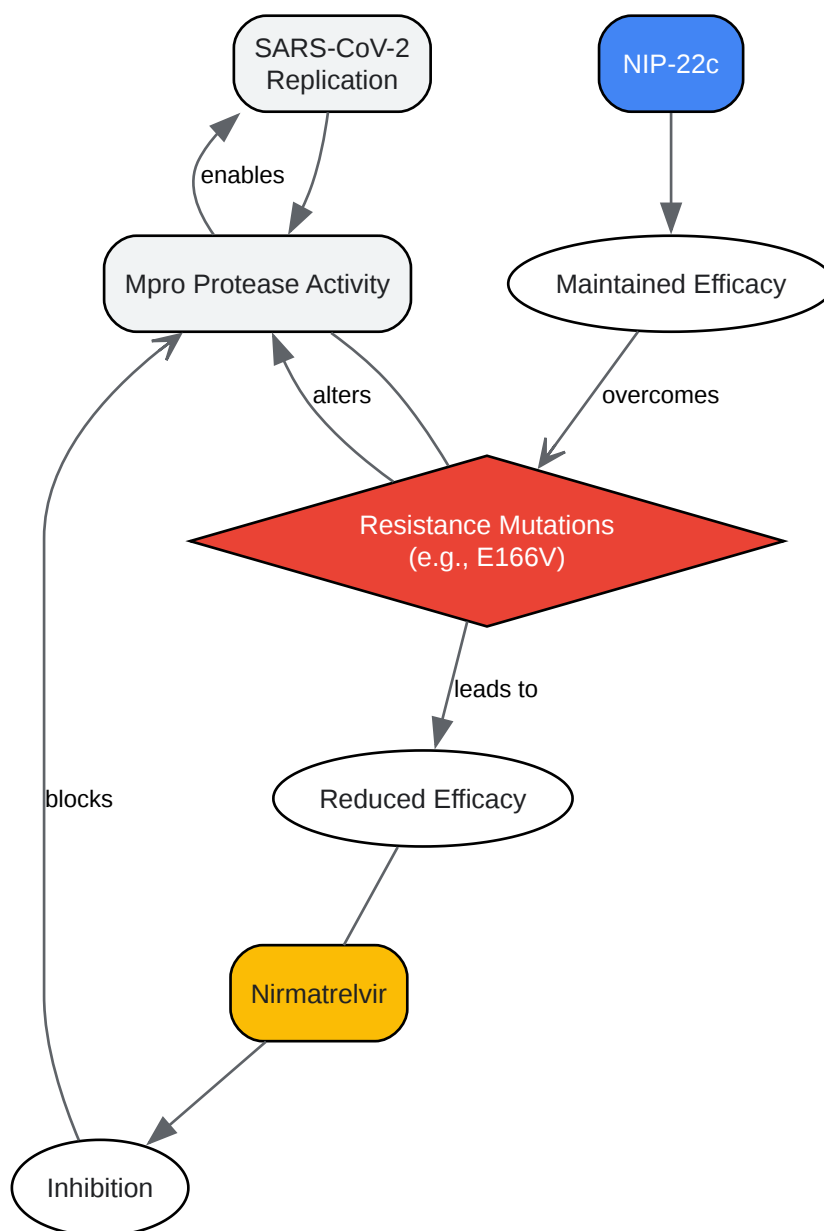 SARS-CoV-2
Replication
NIP-22c
enables
Mpro Protease Activity
Maintained Efficacy
alters
overcomes
Resistance Mutations
(e.g., E166V)
leads to
Reduced Efficacy
blocks
Nirmatrelvir
Inhibition